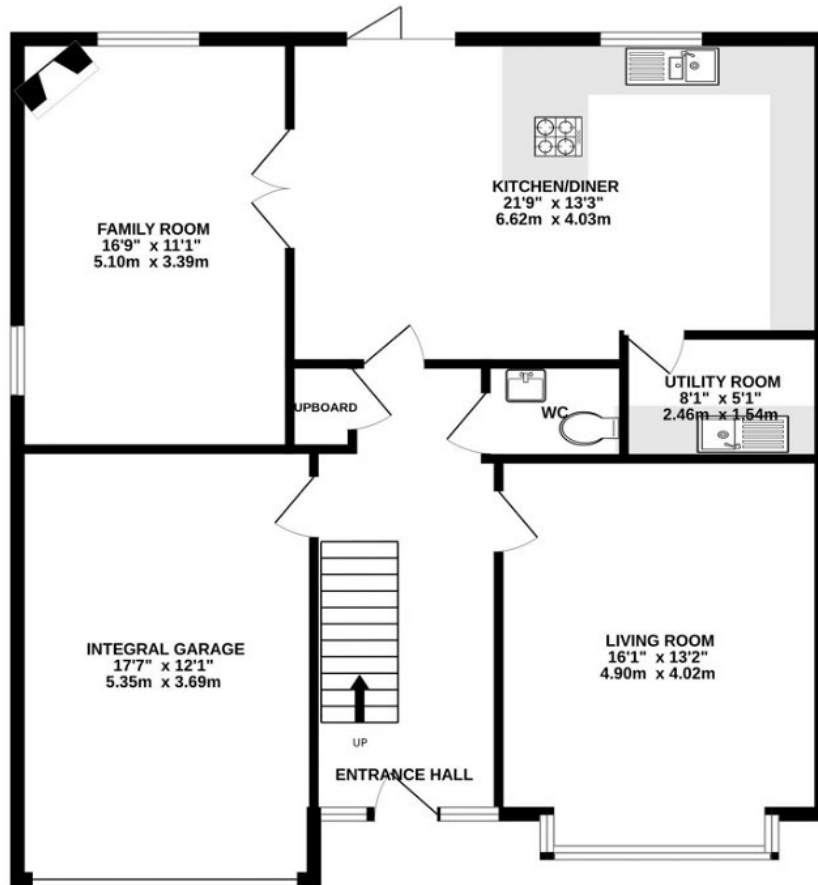 FAMILY ROOM
16'9" x 11'1"
5.10m x 3.39m
KITCHEN/DINER
21'9" x 13'3"
6.62m x 4.03m
UPBOARD
WC
UTILITY ROOM
8'1" x 5'1"
2.46m x 1.54m
INTEGRAL GARAGE
17'7" x 12'1"
5.35m x 3.69m
UP
ENTRANCE HALL
LIVING ROOM
16'1" x 13'2"
4.90m x 4.02m